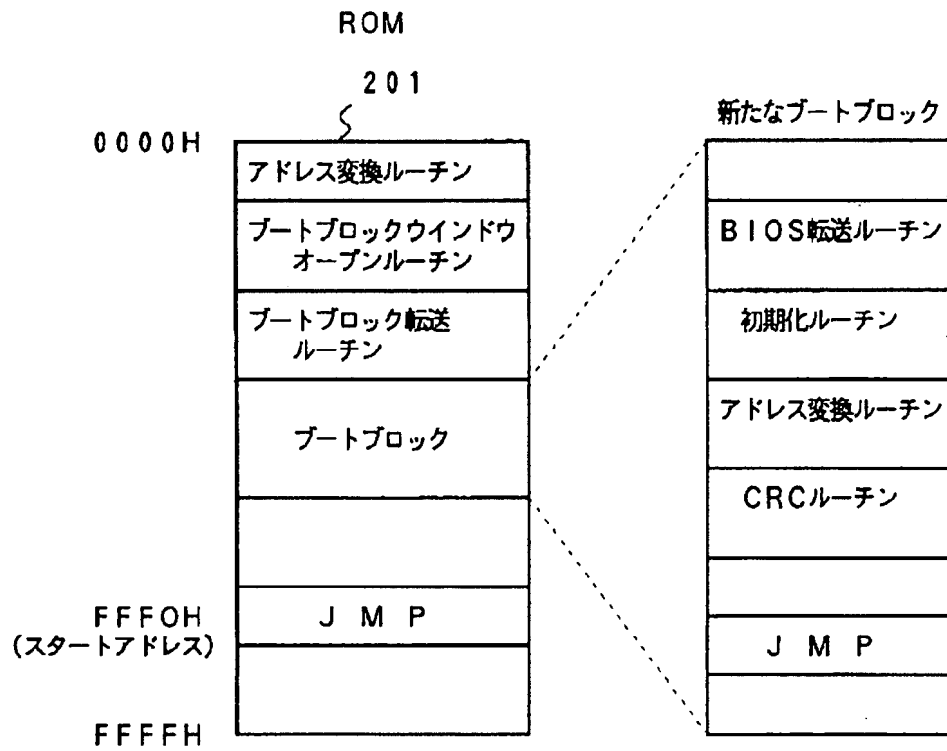 ROM
201
0000H
アドレス変換ルーチン
ブートブロックウインドウ
オープンルーチン
ブートブロック転送
ルーチン
ブートブロック
FFF0H
(スタートアドレス)
JMP
FFFFH
新たなブートブロック
BIOS転送ルーチン
初期化ルーチン
アドレス変換ルーチン
CRCルーチン
JMP